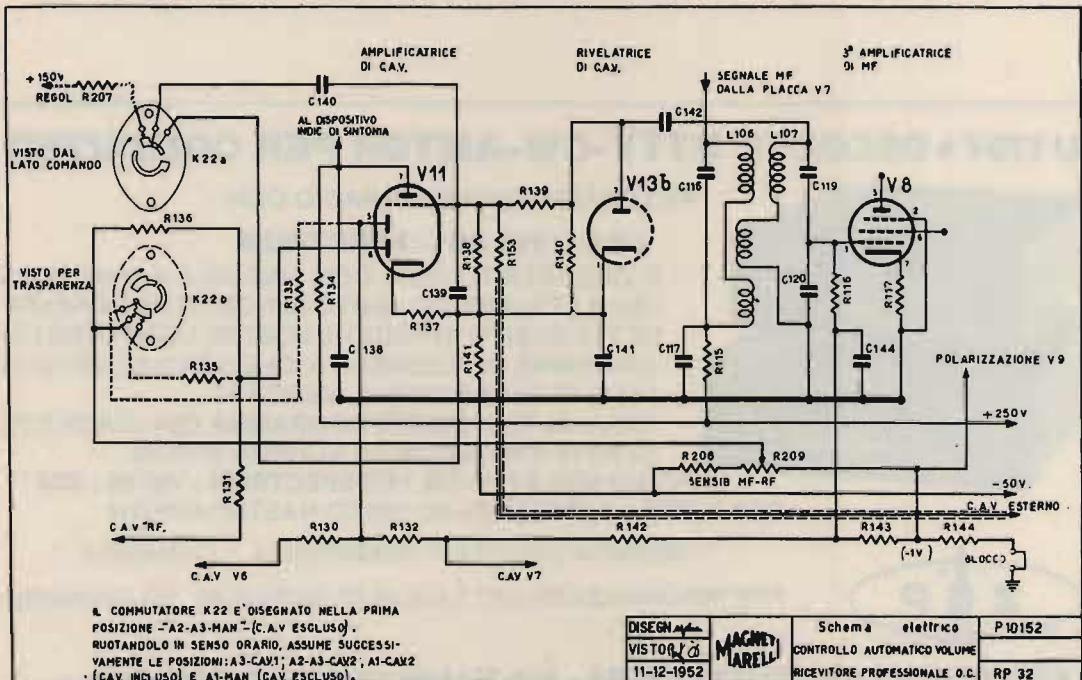 AMPLIFICATRICE
DI C.A.V.
RIVELATRICE
DI C.A.V.
3ª AMPLIFICATRICE
DI MF
+150V
REGOL R207
C140
AL DISPOSITIVO
INDIC DI SINTONIA
SEGNALE MF
DALLA PLACCA V7
C142
L106
L107
VISTO DAL
LATO COMANDO
K22a
V11
R139
V13b
C116
C119
V8
R136
R138
R153
R140
VISTO PER
TRASPARENZA
K22b
R133
R134
C139
R137
C120
R116
R117
R135
C138
R141
C141
C117
R115
C144
POLARIZZAZIONE V9
+250V
R131
R208
R209
SENSIB MF-RF
-50V.
C.A.V ESTERNO
C.A.V RF.
R130
R132
R142
R143
R144
(-1V)
BLOCCO
C.A.V V6
CAV V7
IL COMMUTATORE K22 E' DISEGNATO NELLA PRIMA
POSIZIONE "A2-A3-MAN" (C.A.V ESCLUSO).
RUOTANDOLO IN SENSO ORARIO, ASSUME SUCCESSI-
VAMENTE LE POSIZIONI: A3-CAV1; A2-A3-CAV2; A1-CAV2
(CAV INCLUSO) E A1-MAN (CAV ESCLUSO).
DISEGN
VISTO
11-12-1952
MAGNETI
MARELLI
Schema elettrico
CONTROLLO AUTOMATICO VOLUME
RICEVITORE PROFESSIONALE O.C.
P10152
RP 32